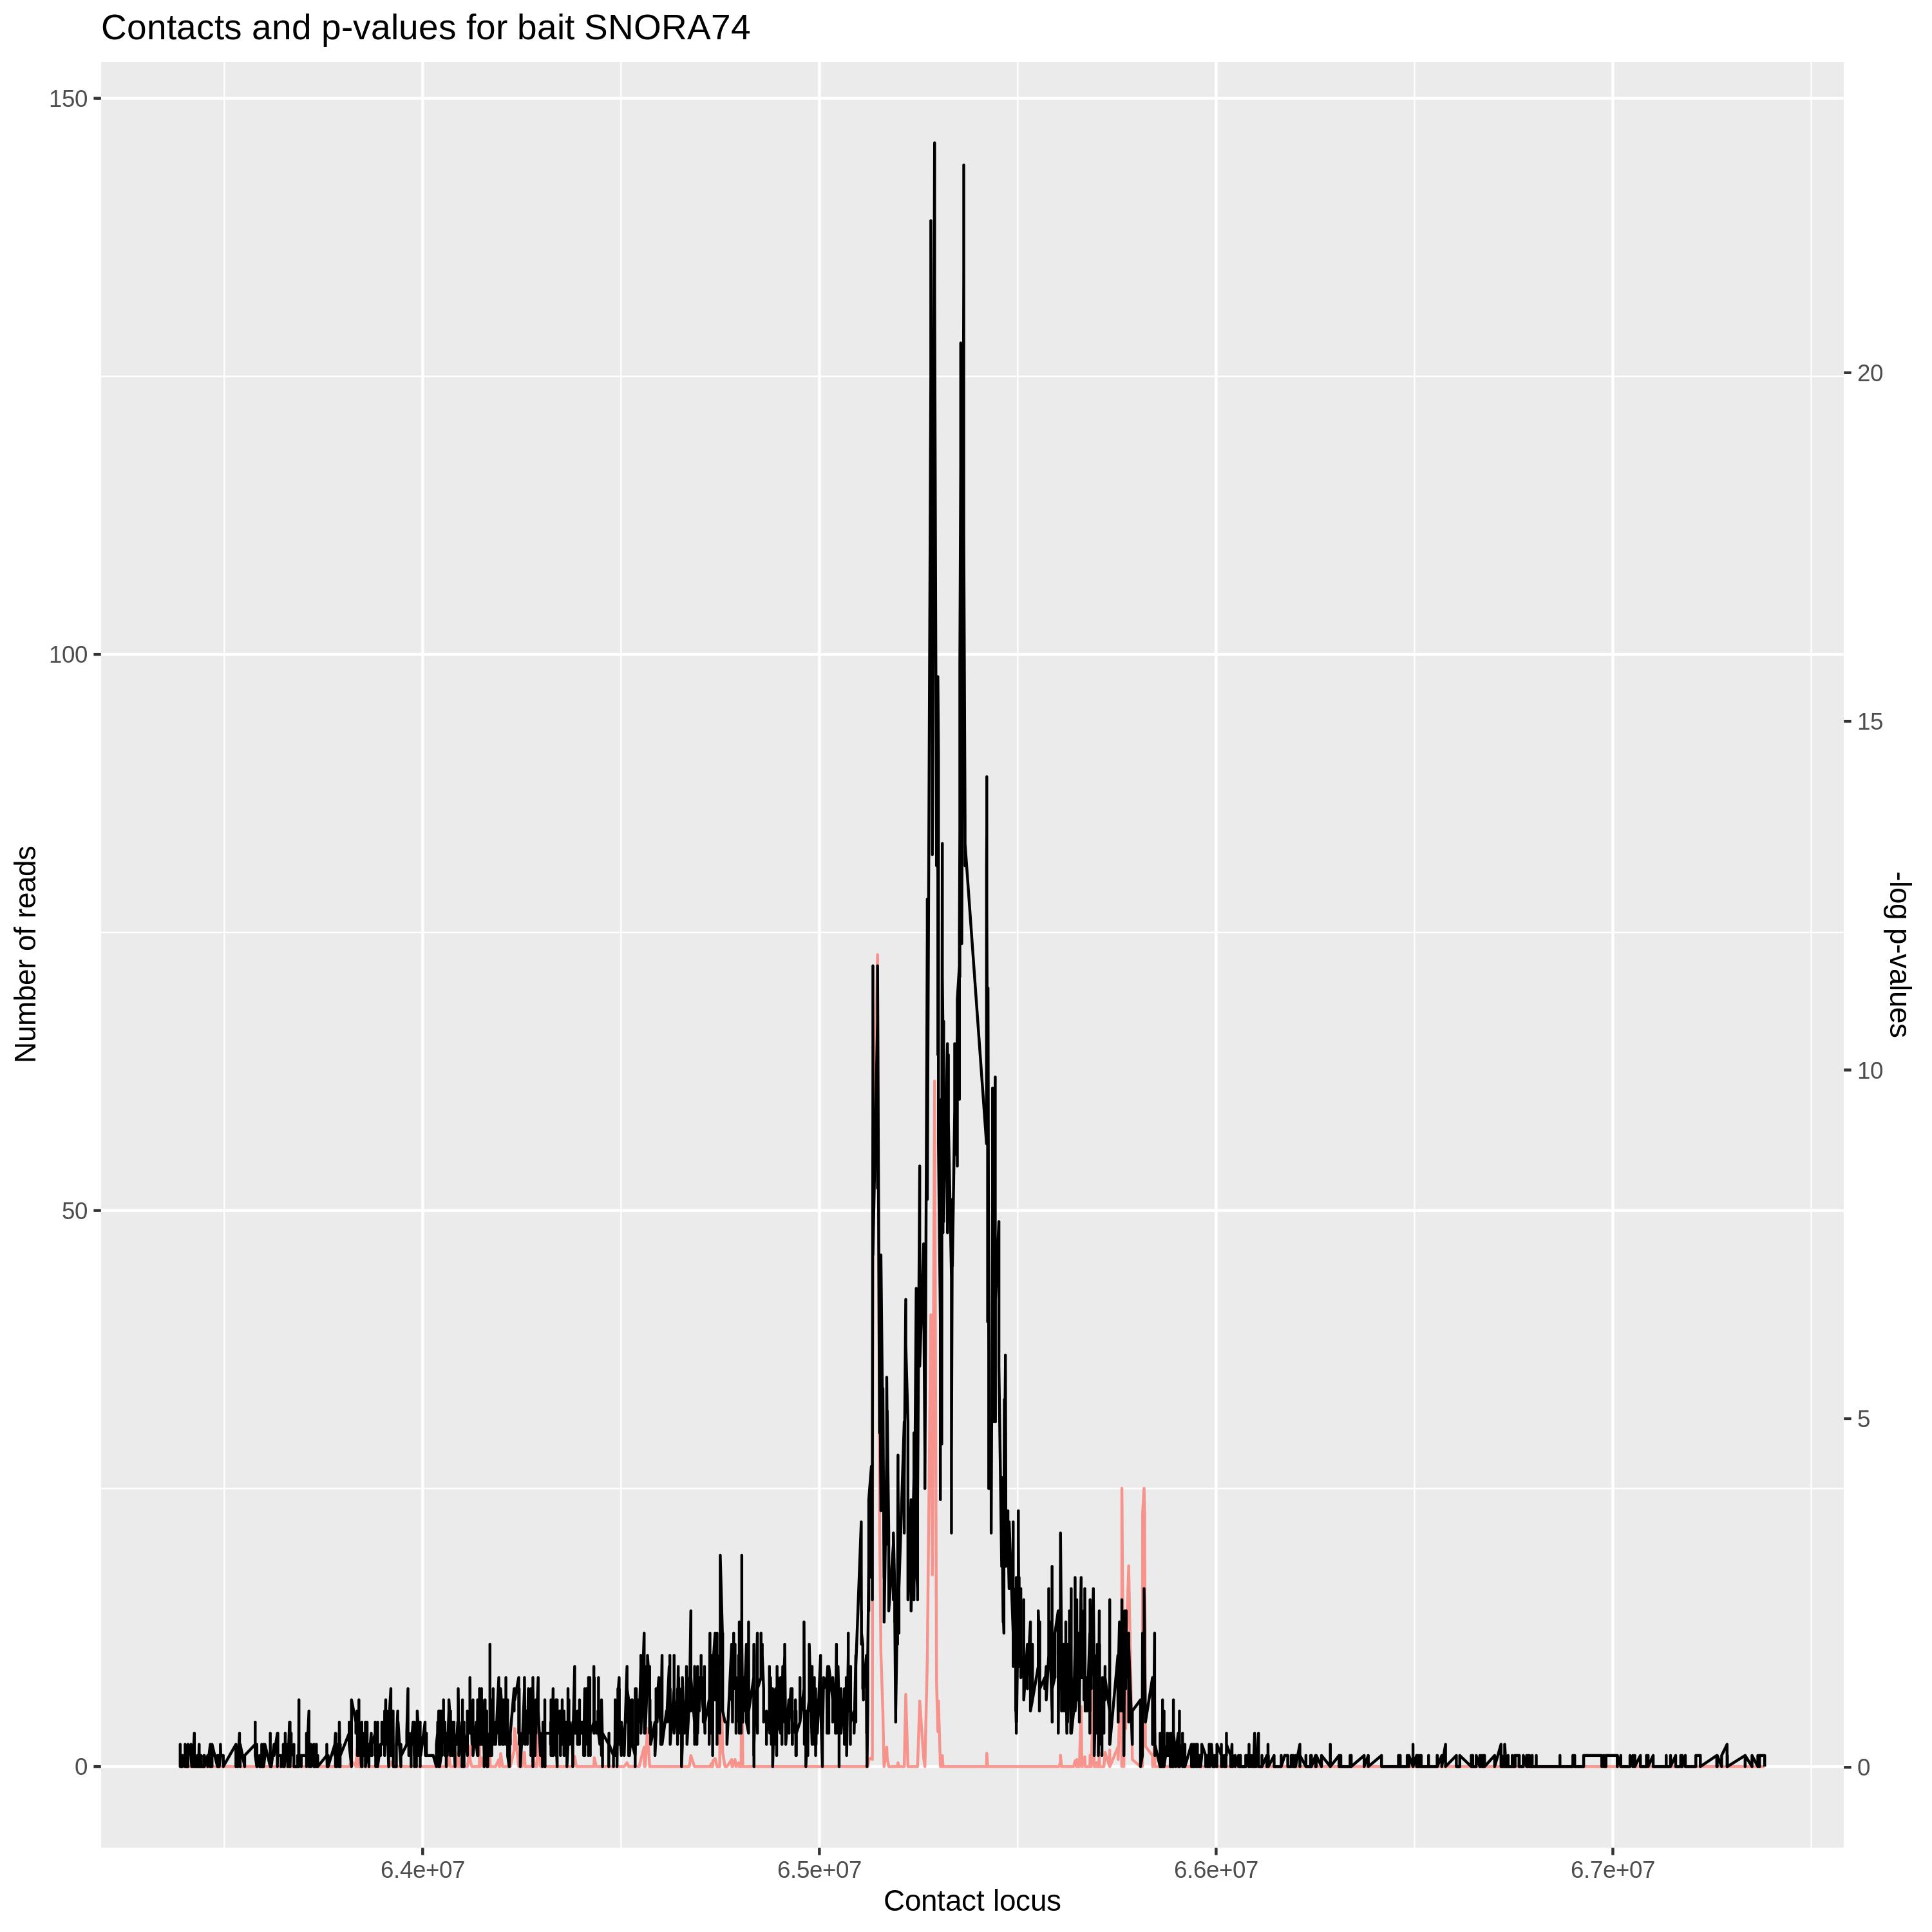 Contacts and p-values for bait SNORA74
150
100
50
0
Number of reads
20
15
10
5
0
-log p-values
6.4e+07
6.5e+07
6.6e+07
6.7e+07
Contact locus